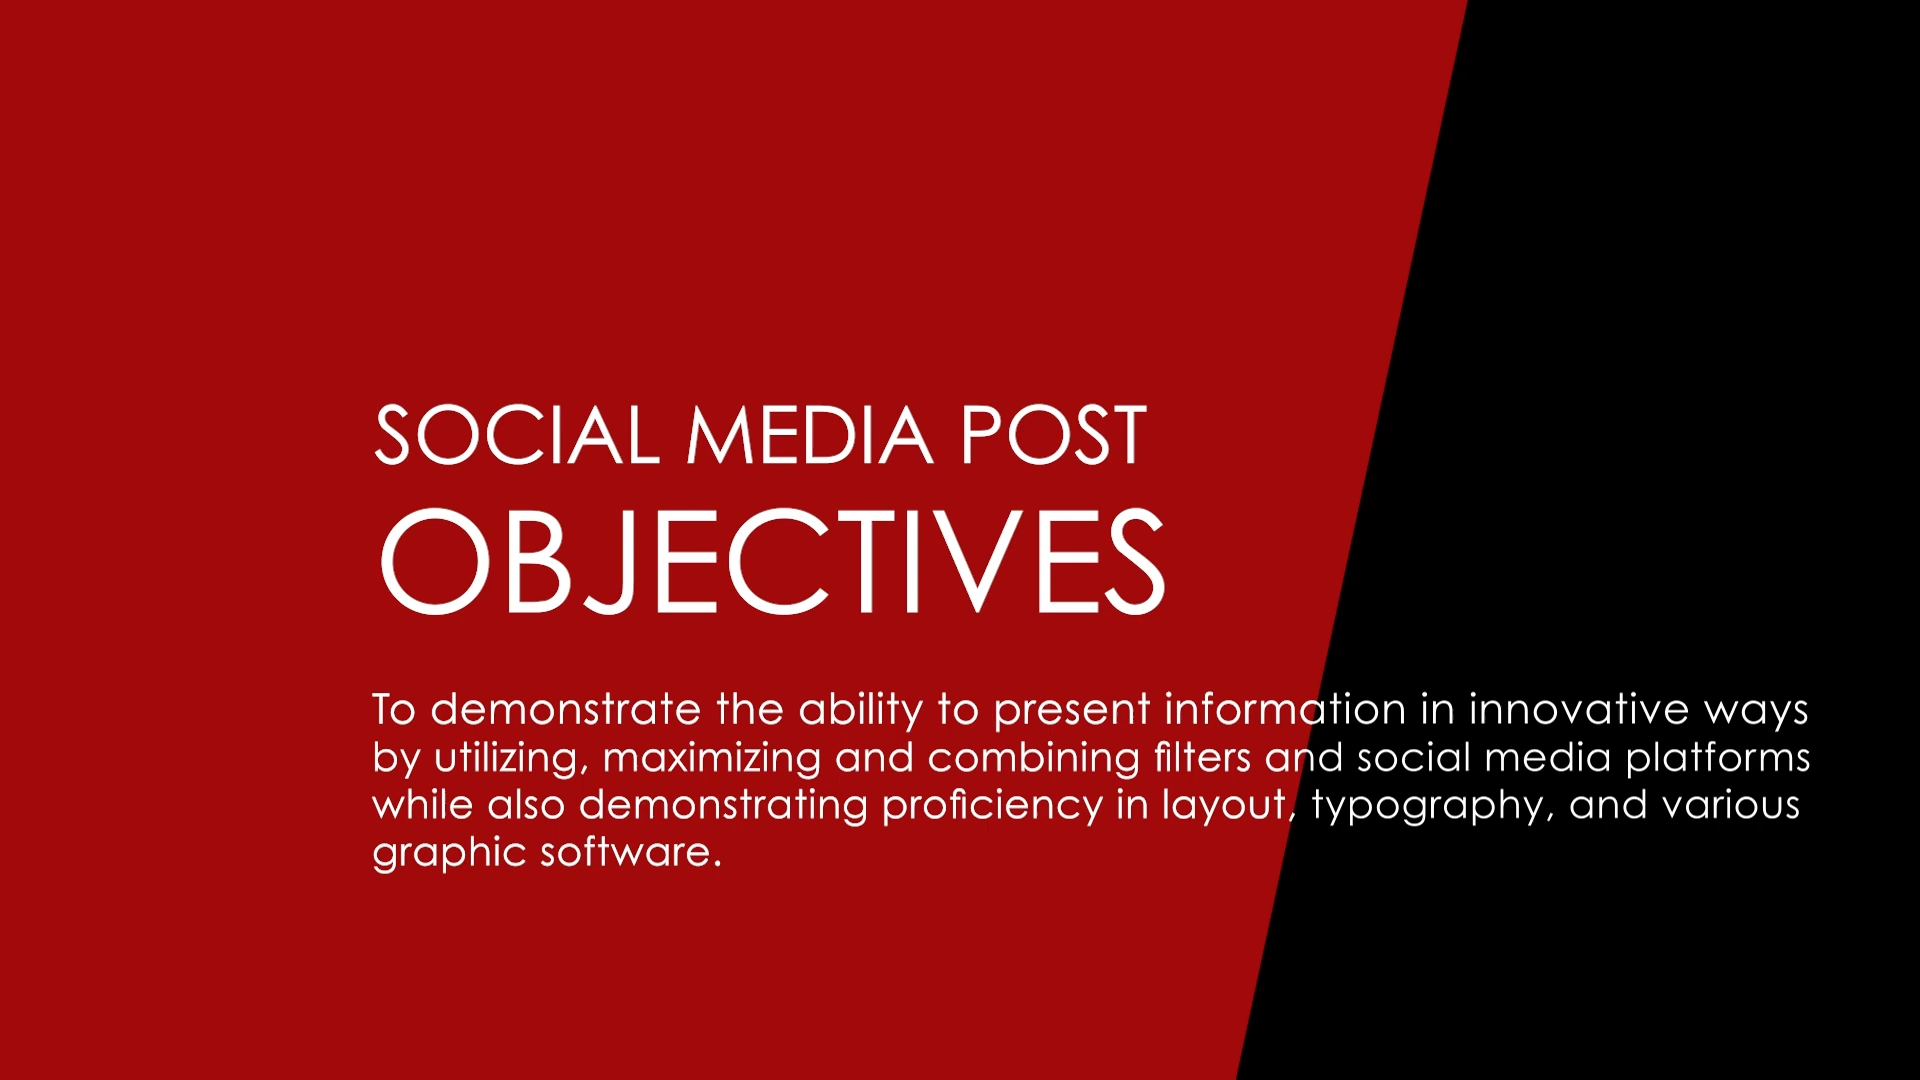 SOCIAL MEDIA POST
OBJECTIVES
To demonstrate the ability to present information in innovative ways
by utilizing, maximizing and combining filters and social media platforms
while also demonstrating proficiency in layout, typography, and various
graphic software.